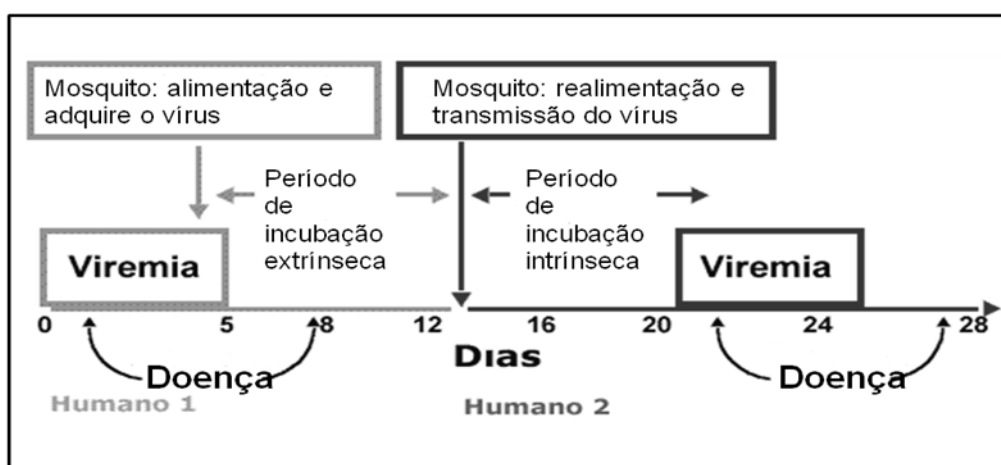 Mosquito: alimentação e
adquire o vírus
Mosquito: realimentação e
transmissão do vírus
Período
de
incubação
extrínseca
Período
de
incubação
intrínseca
Viremia
Viremia
0 5 8 12 16 20 24 28
Dias
Doença
Doença
Humano 1
Humano 2